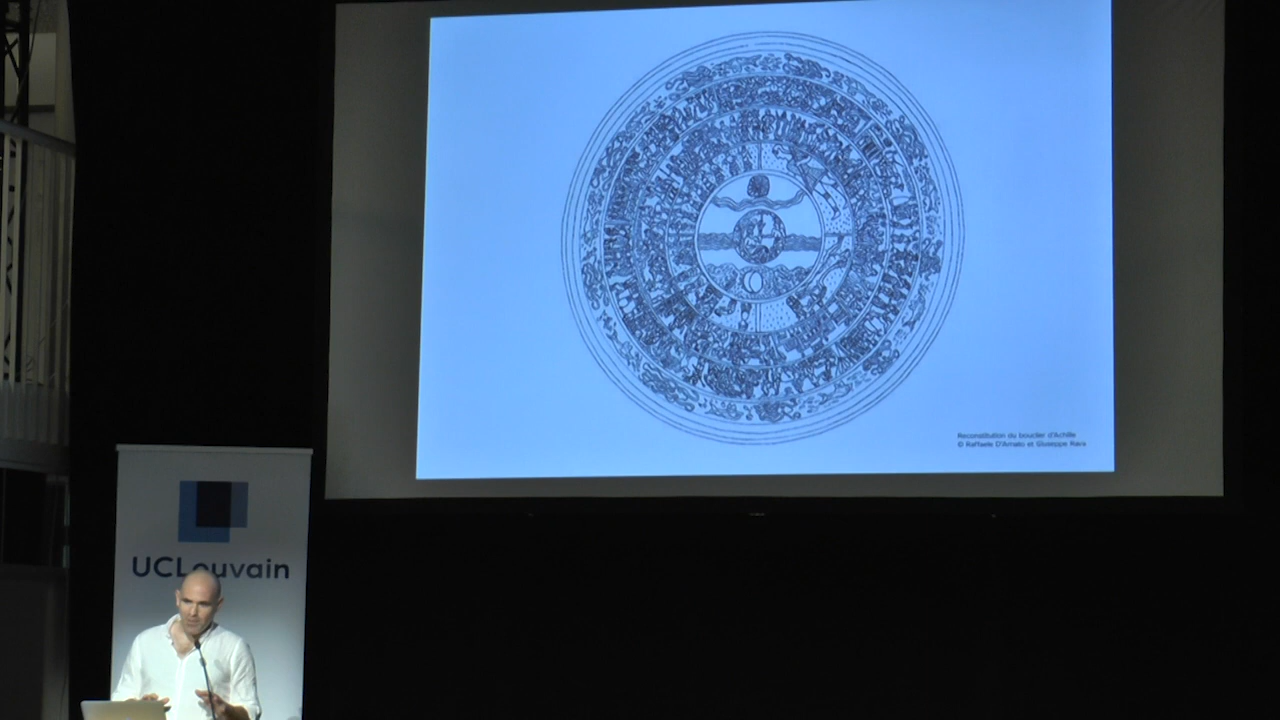 Reconstitution du bouclier d'Achille
© Raffaele D'Amato et Giuseppe Rava
UCLouvain